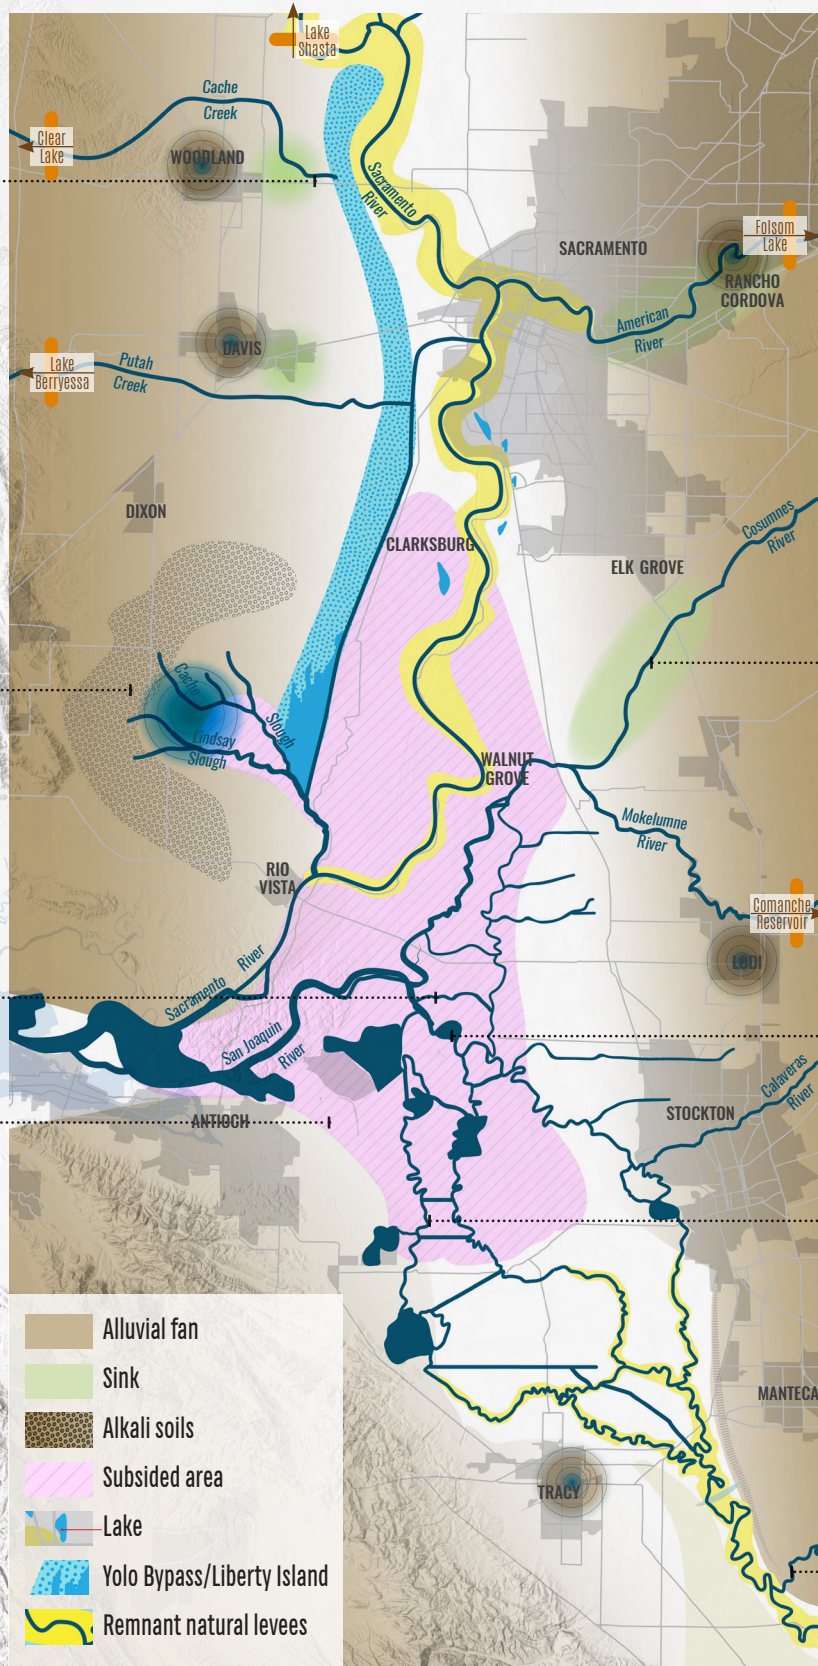 Lake
Shasta
Cache
Creek
Clear
Lake
WOODLAND
Sacramento
River
SACRAMENTO
Folsom
Lake
RANCHO
CORDOVA
American
River
DAVIS
Lake
Berryessa
Putah
Creek
DIXON
CLARKSBURG
Cosumnes
River
ELK GROVE
Cache
Slough
Lindsay
Slough
WALNUT
GROVE
Mokelumne
River
RIO
VISTA
Comanche
Reservoir
LODI
Sacramento River
San Joaquin
River
Calaveras
River
STOCKTON
ANTIOCH
MANTECA
TRACY
Alluvial fan
Sink
Alkali soils
Subsided area
Lake
Yolo Bypass/Liberty Island
Remnant natural levees